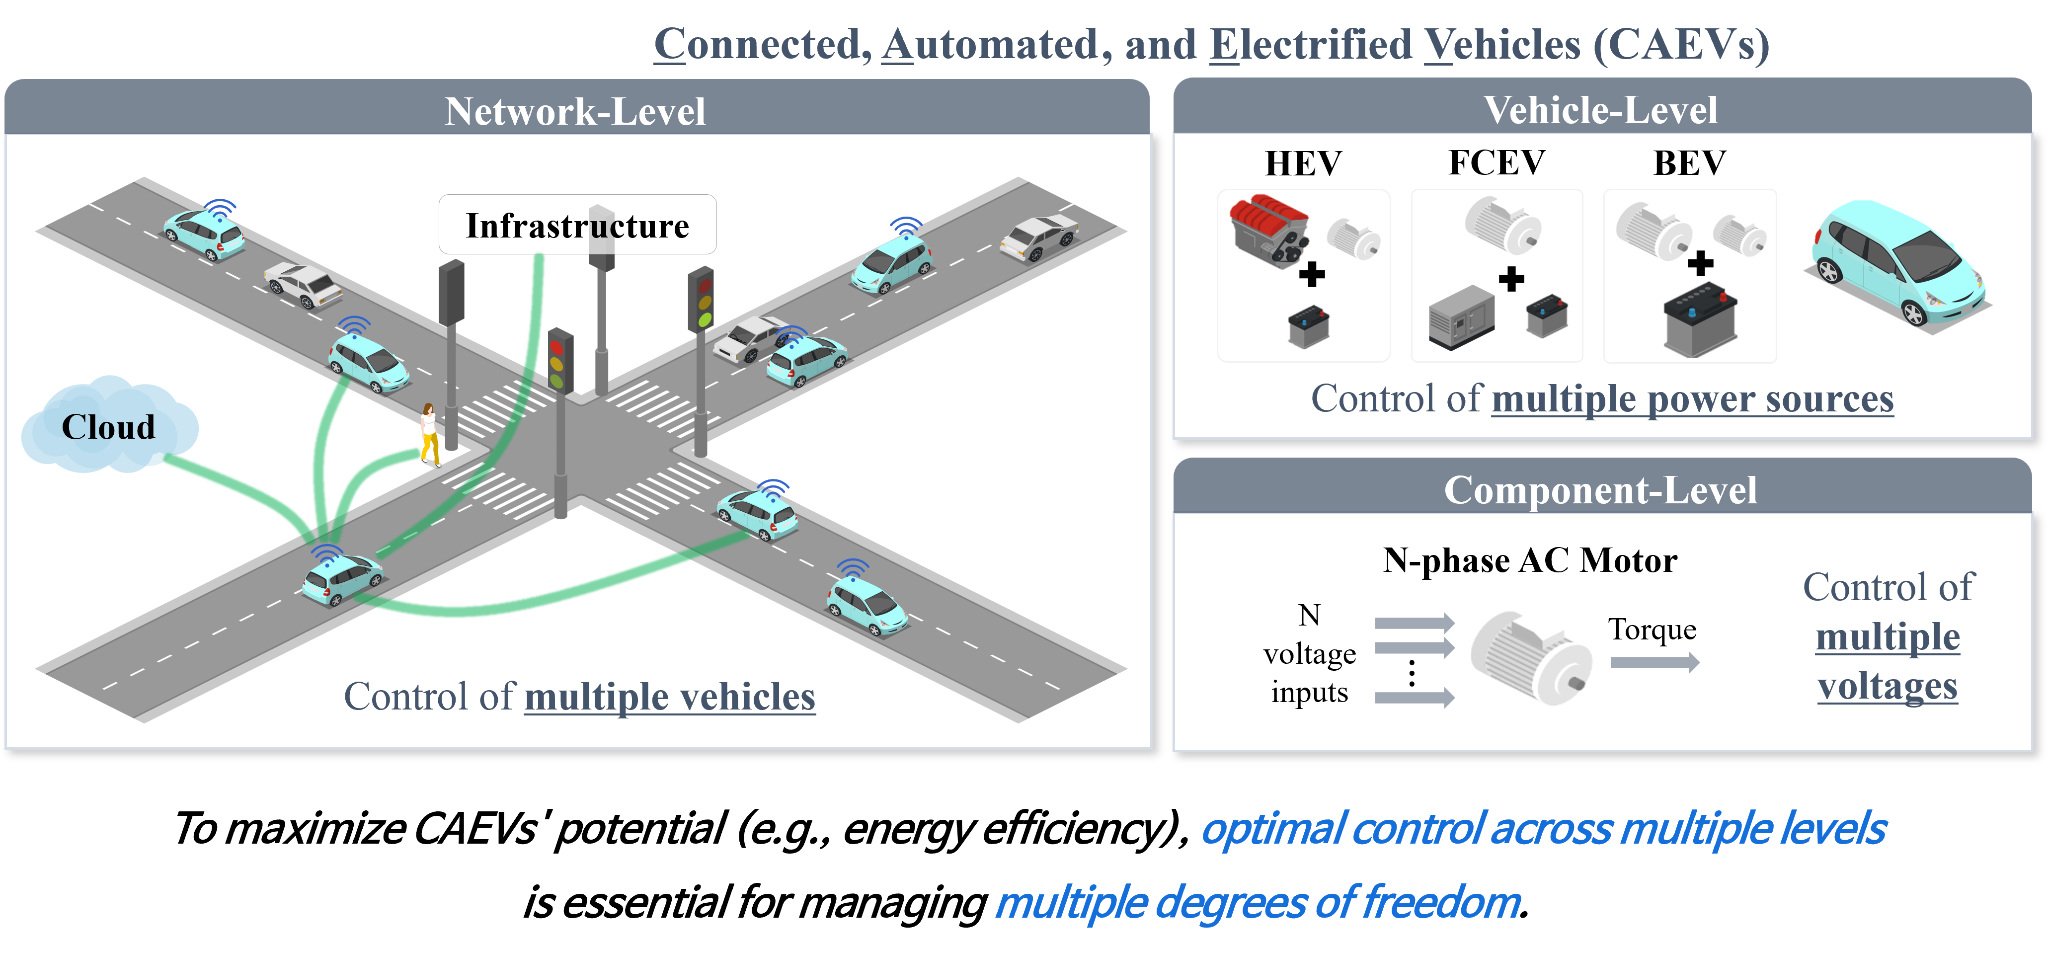 Connected, Automated, and Electrified Vehicles (CAEVs)
Network-Level
Infrastructure
Cloud
Control of multiple vehicles
Vehicle-Level
HEV
FCEV
BEV
Control of multiple power sources
Component-Level
N-phase AC Motor
N
voltage
inputs
Torque
Control of
multiple
voltages
To maximize CAEVs' potential (e.g., energy efficiency), optimal control across multiple levels
is essential for managing multiple degrees of freedom.